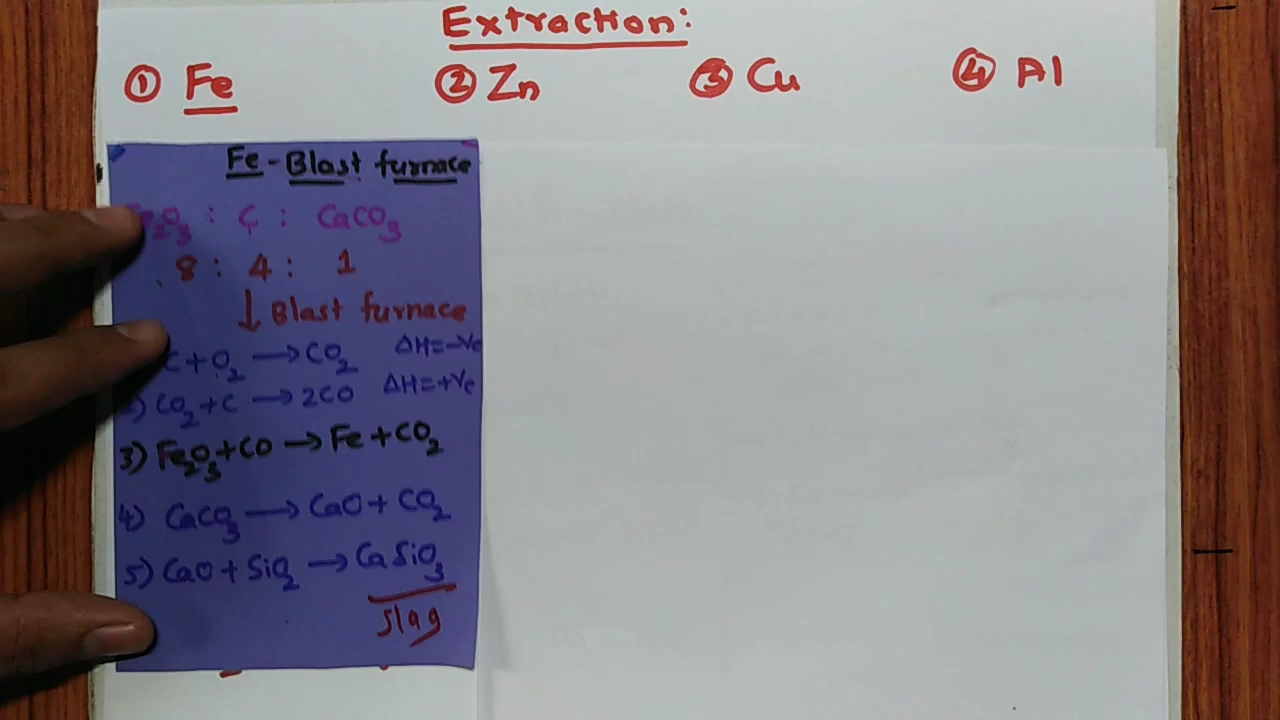 Extraction:
① Fe ② Zn ③ Cu ④ Al
Fe - Blast furnace
Fe₂O₃ : C : CaCO₃
8 : 4 : 1
↓ Blast furnace
C + O₂ → CO₂ ΔH=-Ve
2) CO₂ + C → 2CO ΔH=+Ve
3) Fe₂O₃ + CO → Fe + CO₂
4) CaCO₃ → CaO + CO₂
5) CaO + SiO₂ → CaSiO₃
Slag